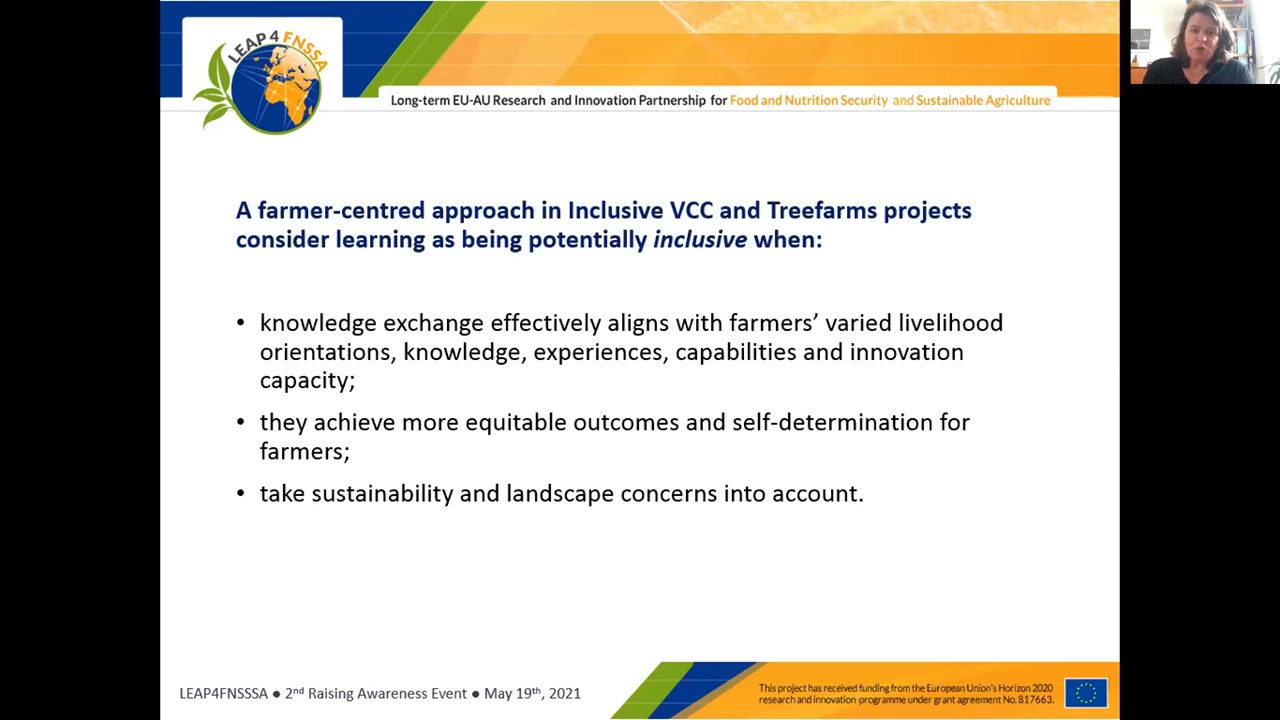 LEAP 4 FNSSA
Long-term EU-AU Research and Innovation Partnership for Food and Nutrition Security and Sustainable Agriculture
A farmer-centred approach in Inclusive VCC and Treefarms projects
consider learning as being potentially inclusive when:
• knowledge exchange effectively aligns with farmers’ varied livelihood
orientations, knowledge, experiences, capabilities and innovation
capacity;
• they achieve more equitable outcomes and self-determination for
farmers;
• take sustainability and landscape concerns into account.
LEAP4FNSSSA ● 2nd Raising Awareness Event ● May 19th, 2021
This project has received funding from the European Union's Horizon 2020
research and innovation programme under grant agreement No. 817663.